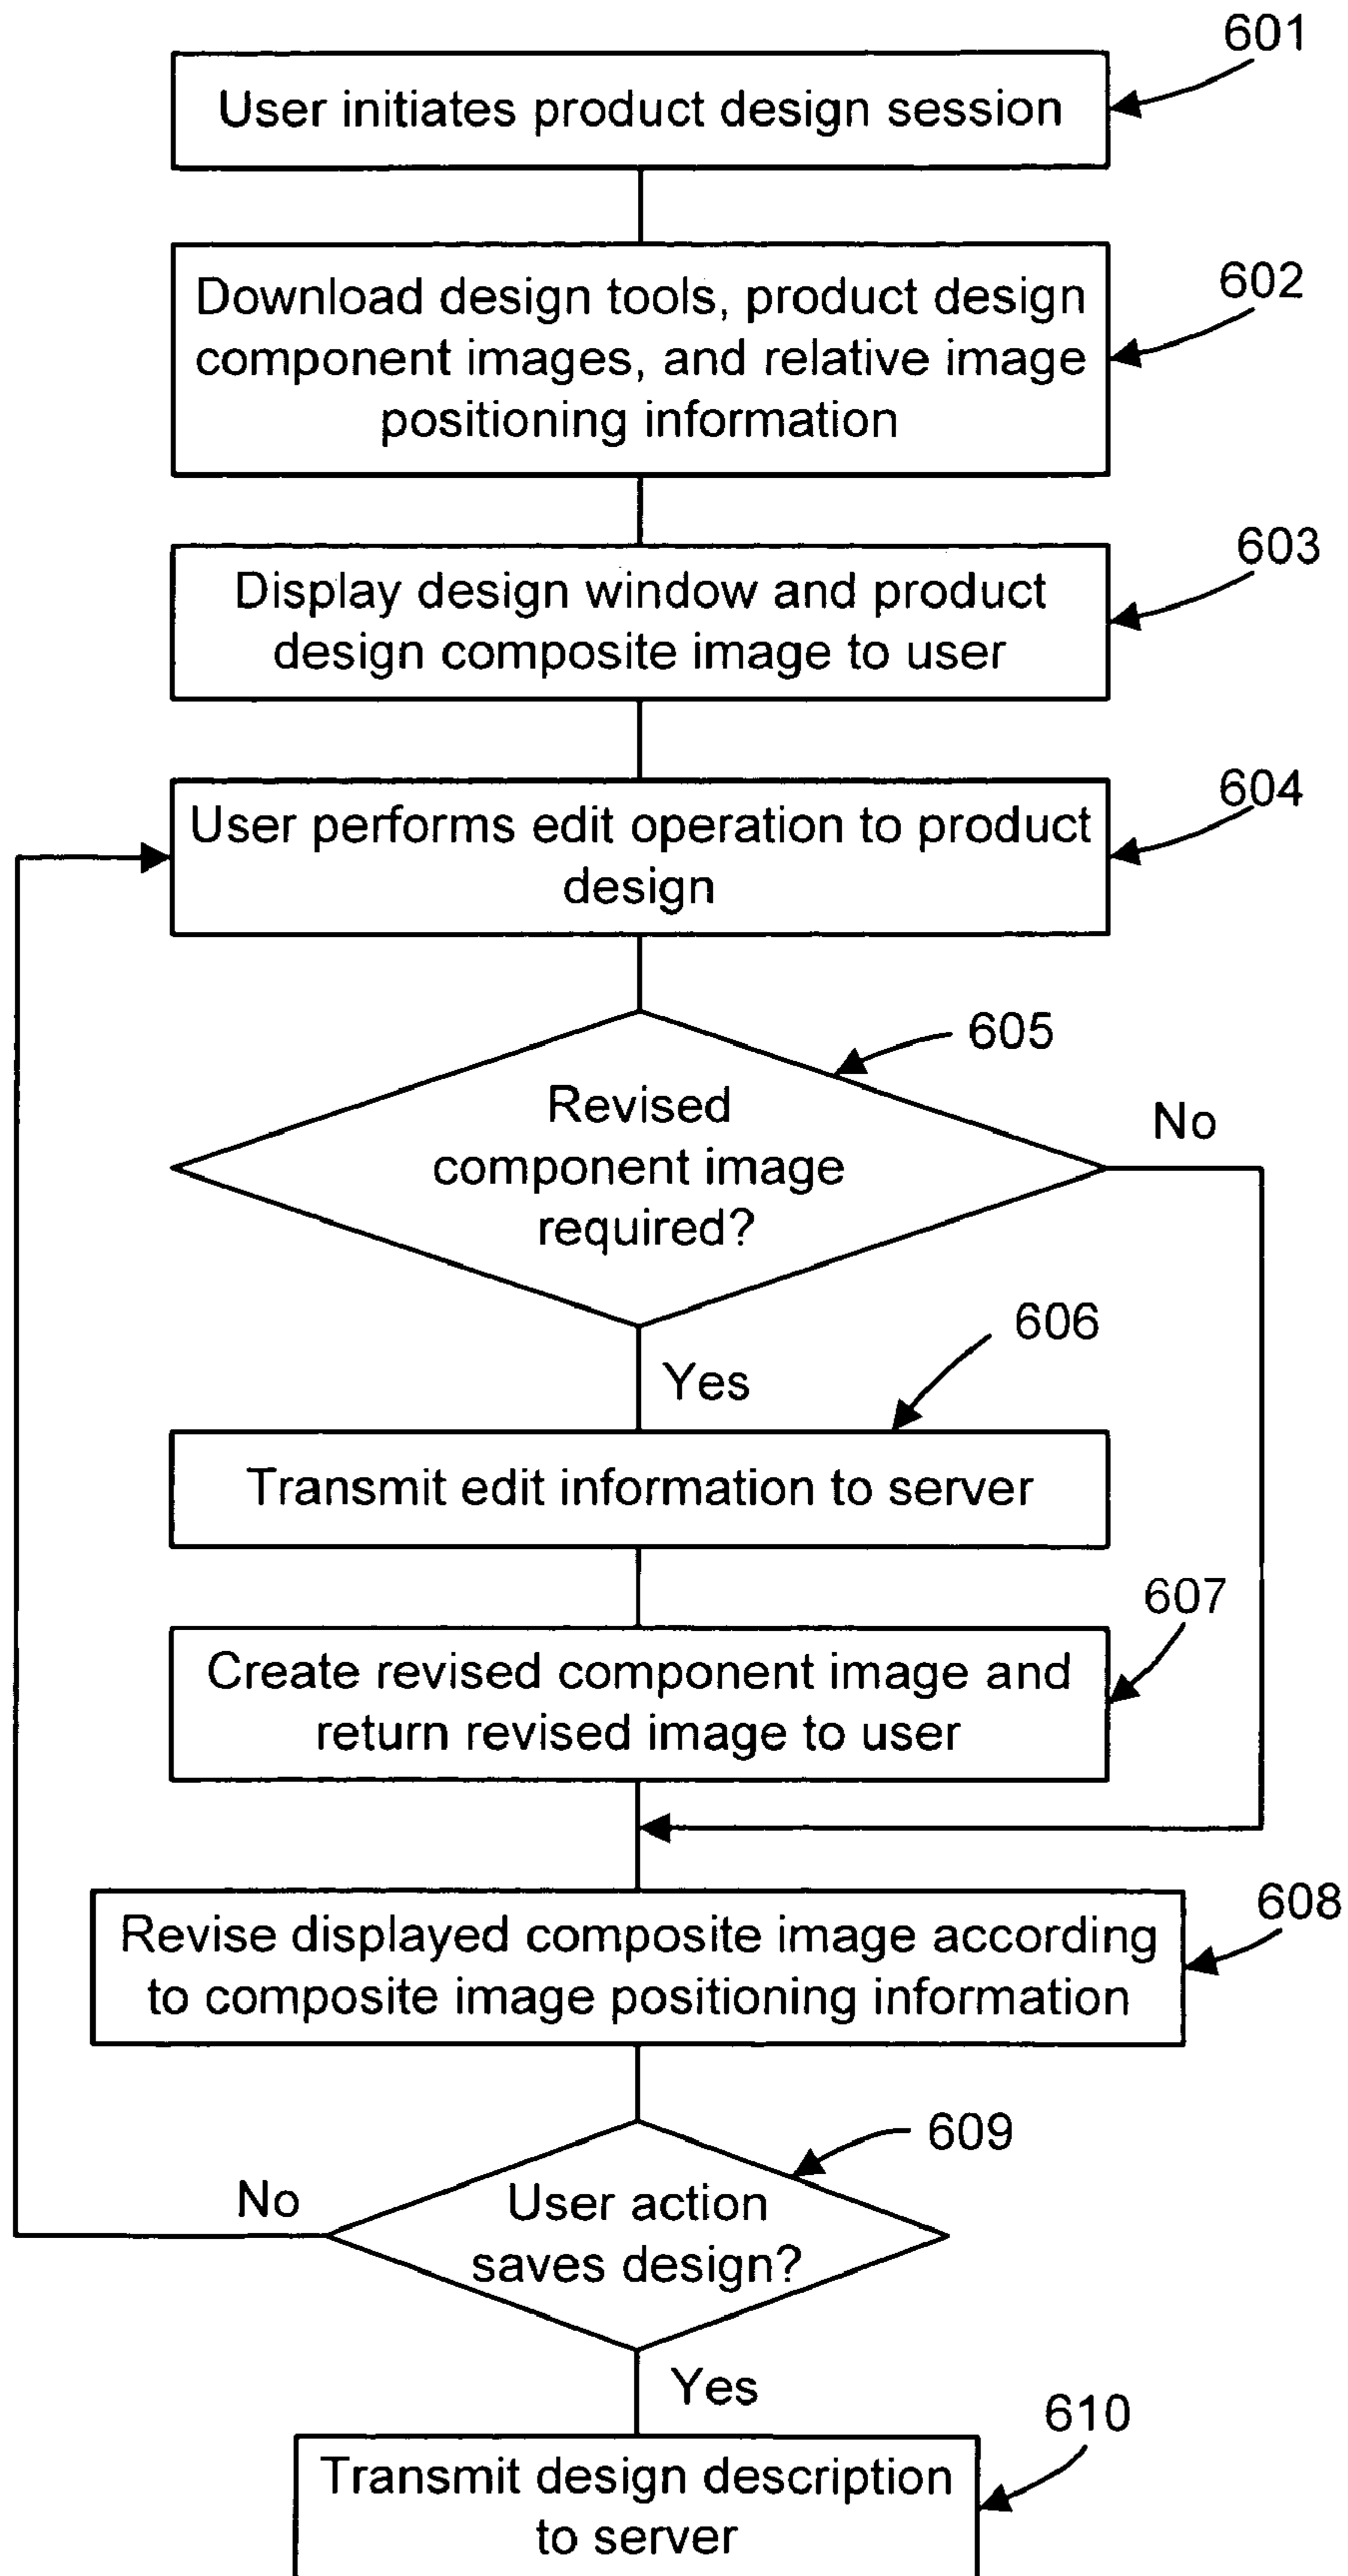 601
User initiates product design session
602
Download design tools, product design
component images, and relative image
positioning information
603
Display design window and product
design composite image to user
604
User performs edit operation to product
design
605
Revised
component image
required?
No
606
Yes
Transmit edit information to server
607
Create revised component image and
return revised image to user
608
Revise displayed composite image according
to composite image positioning information
609
No
User action
saves design?
Yes
610
Transmit design description
to server